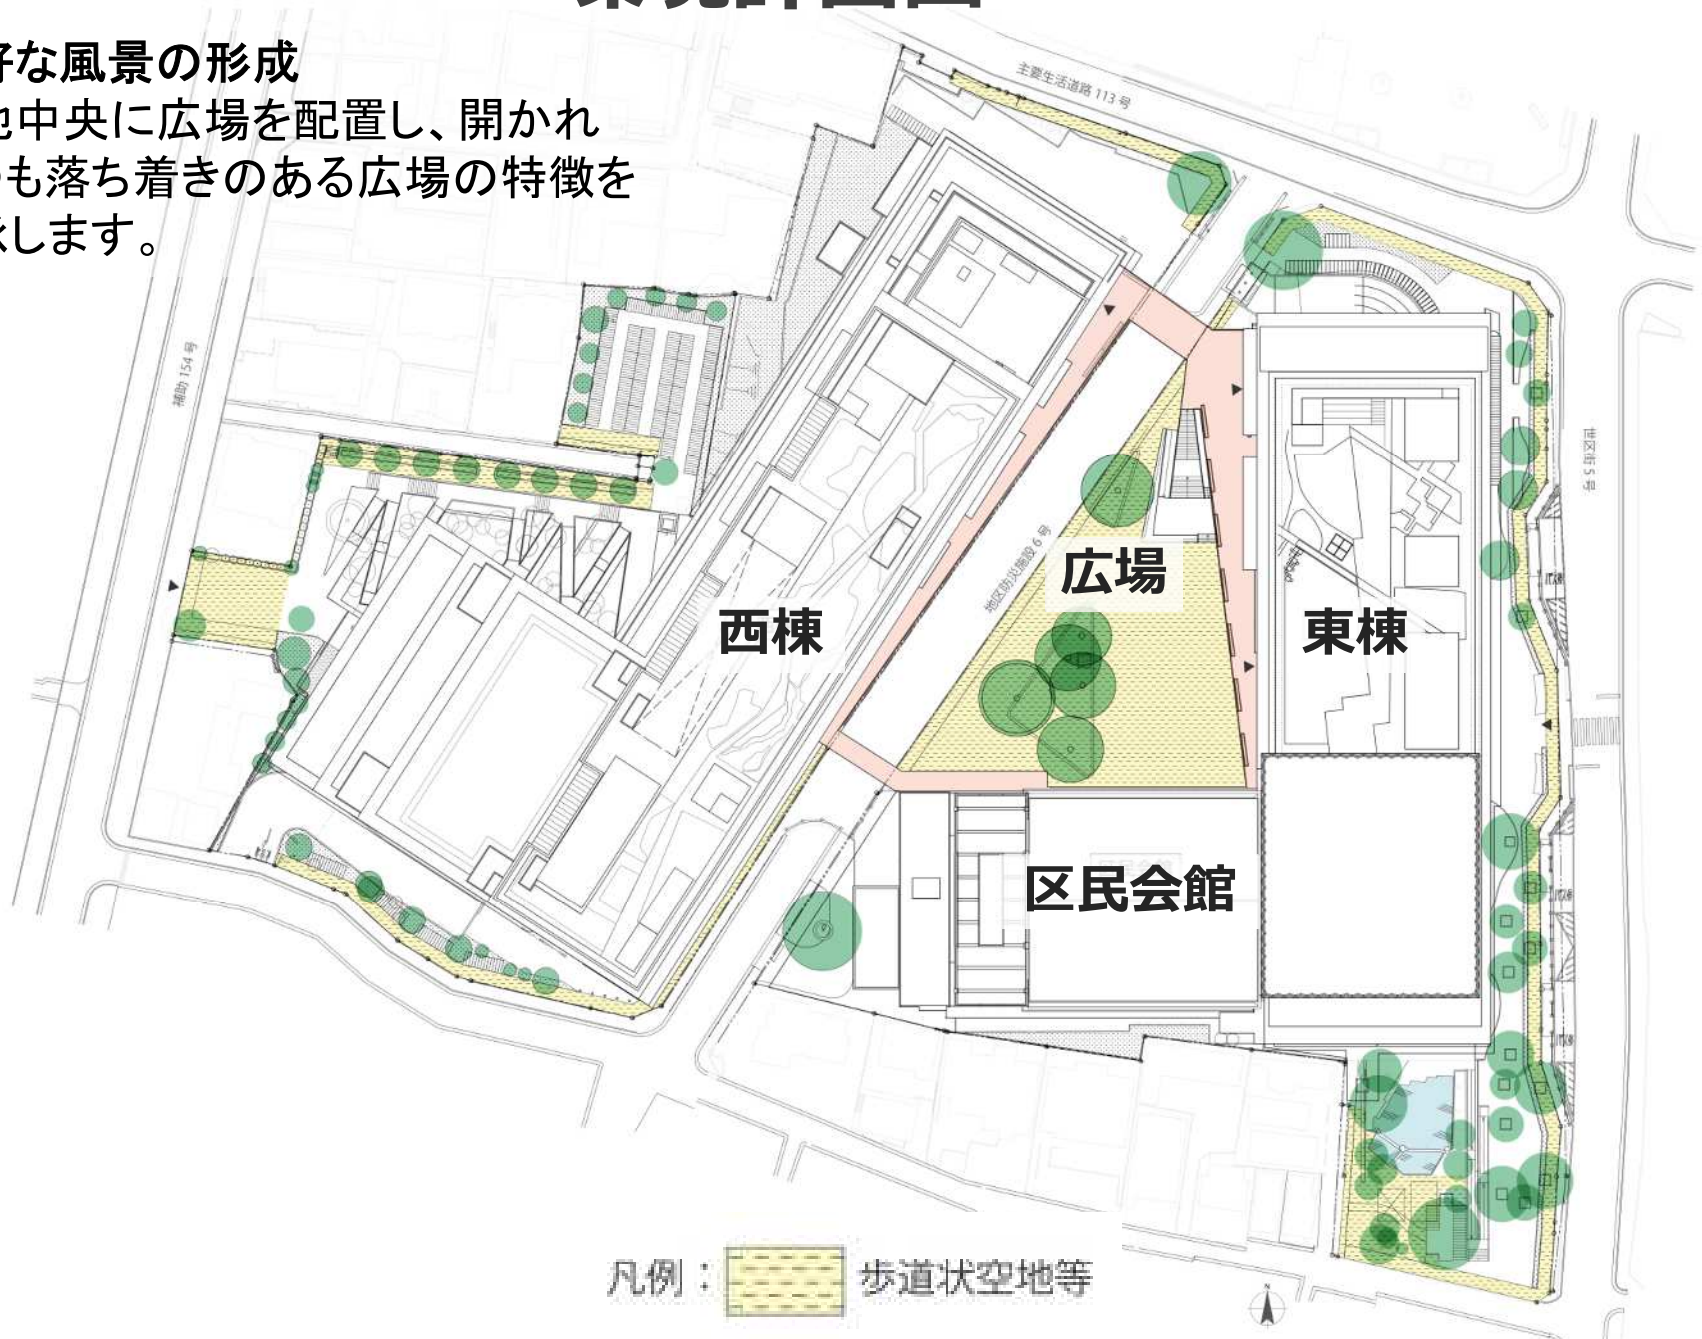 な風景の形成
中央に広場を配置し、開かれ
も落ち着きのある広場の特徴を
します。
主要生活道路 113 号
補助 154 号
世区街 5 号
地区防災施設 6 号
広場
西棟
東棟
区民会館
凡例：歩道状空地等
N